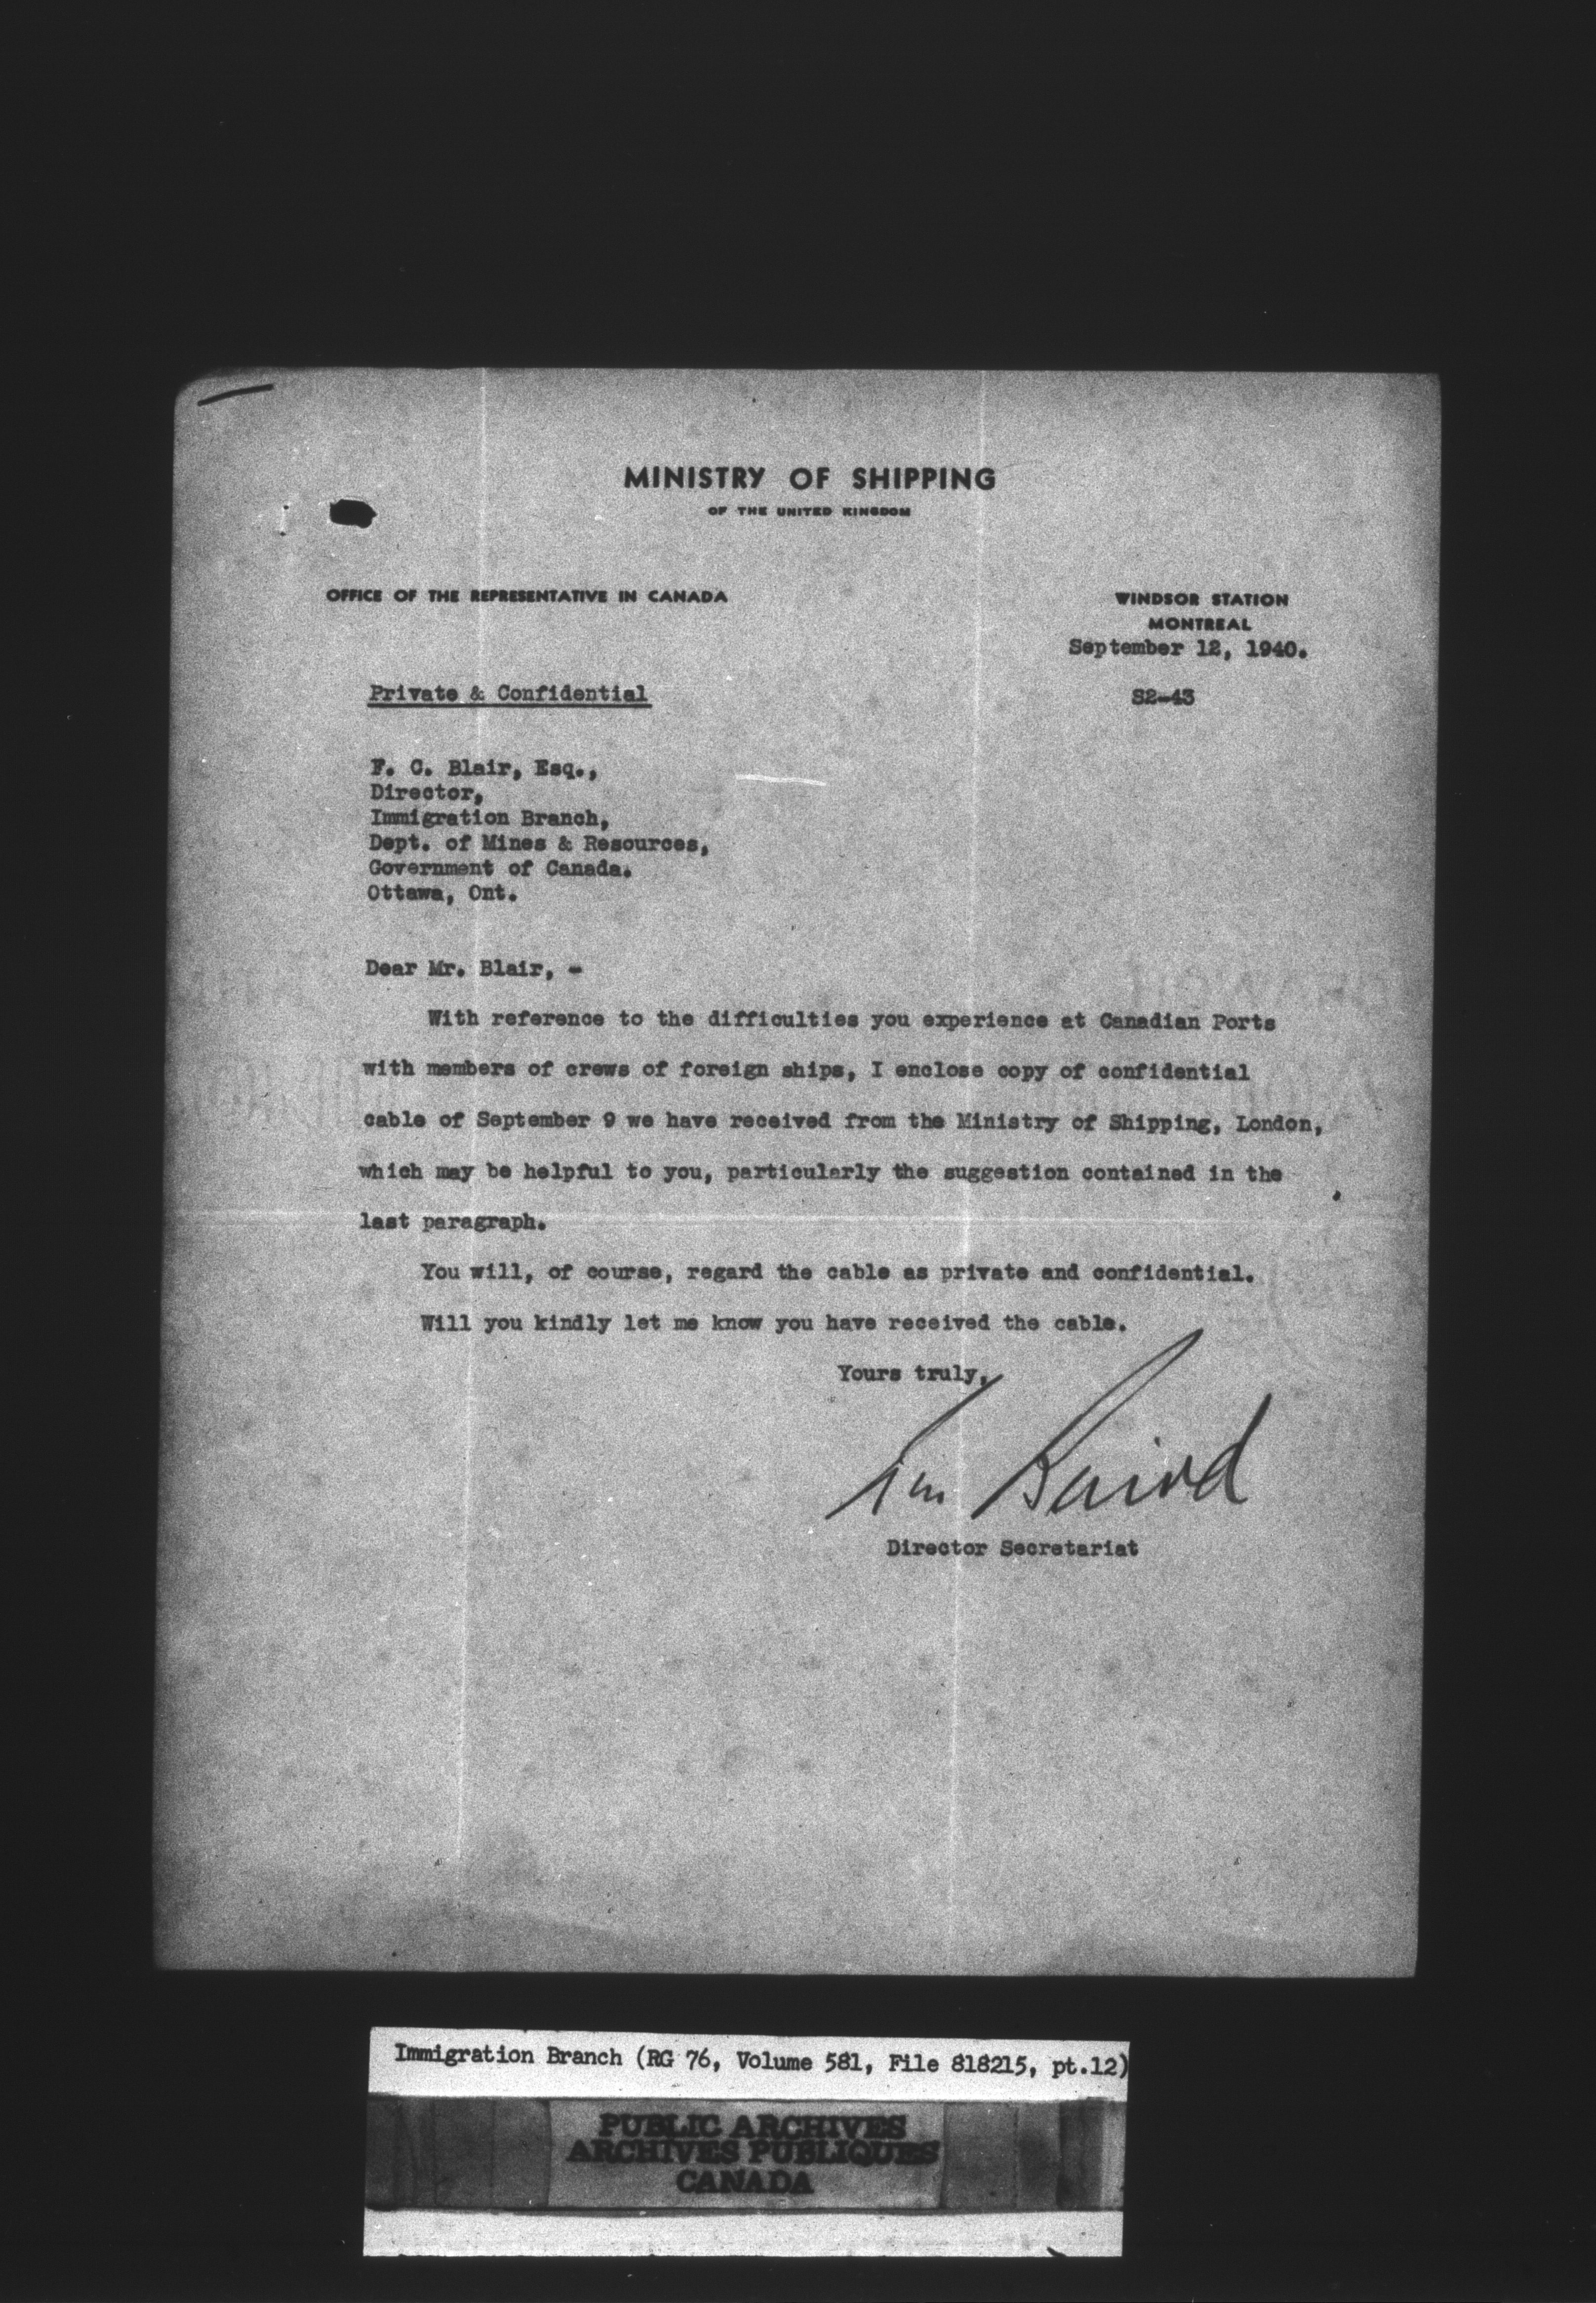 MINISTRY OF SHIPPING
OF THE UNITED KINGDOM
OFFICE OF THE REPRESENTATIVE IN CANADA
WINDSOR STATION
MONTREAL
September 12, 1940.
Private & Confidential
S2-43
F. C. Blair, Esq.,
Director,
Immigration Branch,
Dept. of Mines & Resources,
Government of Canada.
Ottawa, Ont.
Dear Mr. Blair, -
With reference to the difficulties you experience at Canadian Ports
with members of crews of foreign ships, I enclose copy of confidential
cable of September 9 we have received from the Ministry of Shipping, London,
which may be helpful to you, particularly the suggestion contained in the
last paragraph.
You will, of course, regard the cable as private and confidential.
Will you kindly let me know you have received the cable.
Yours truly,
Baird
Director Secretariat
Immigration Branch (RG 76, Volume 581, File 818215, pt.12)
PUBLIC ARCHIVES
ARCHIVES PUBLIQUES
CANADA